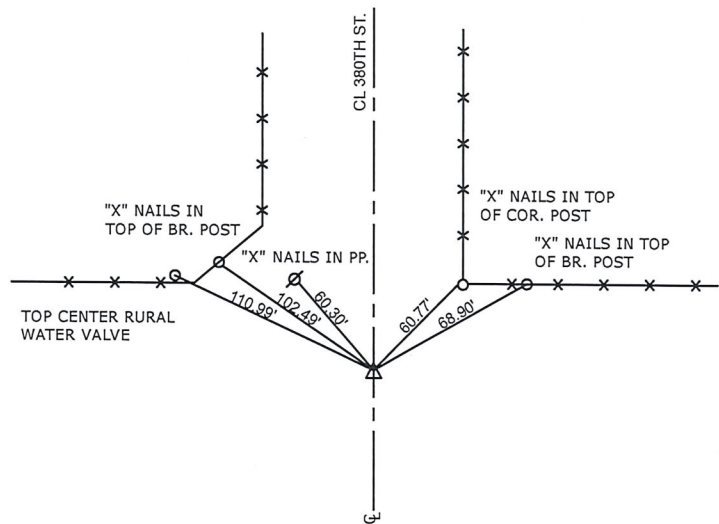 CL 380TH ST.
"X" NAILS IN
TOP OF BR. POST
"X" NAILS IN PP.
"X" NAILS IN TOP
OF COR. POST
"X" NAILS IN TOP
OF BR. POST
TOP CENTER RURAL
WATER VALVE
110.99'
102.49'
60.30'
60.77'
68.90'
CL